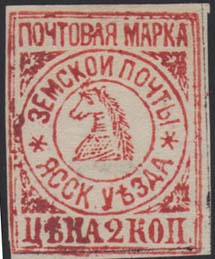 ПОЧТОВАЯ МАРКА
ЗЕМСКОЙ ПОЧТЫ
ЯССК. УѢЗДА
ЦѢНА 2 КОП